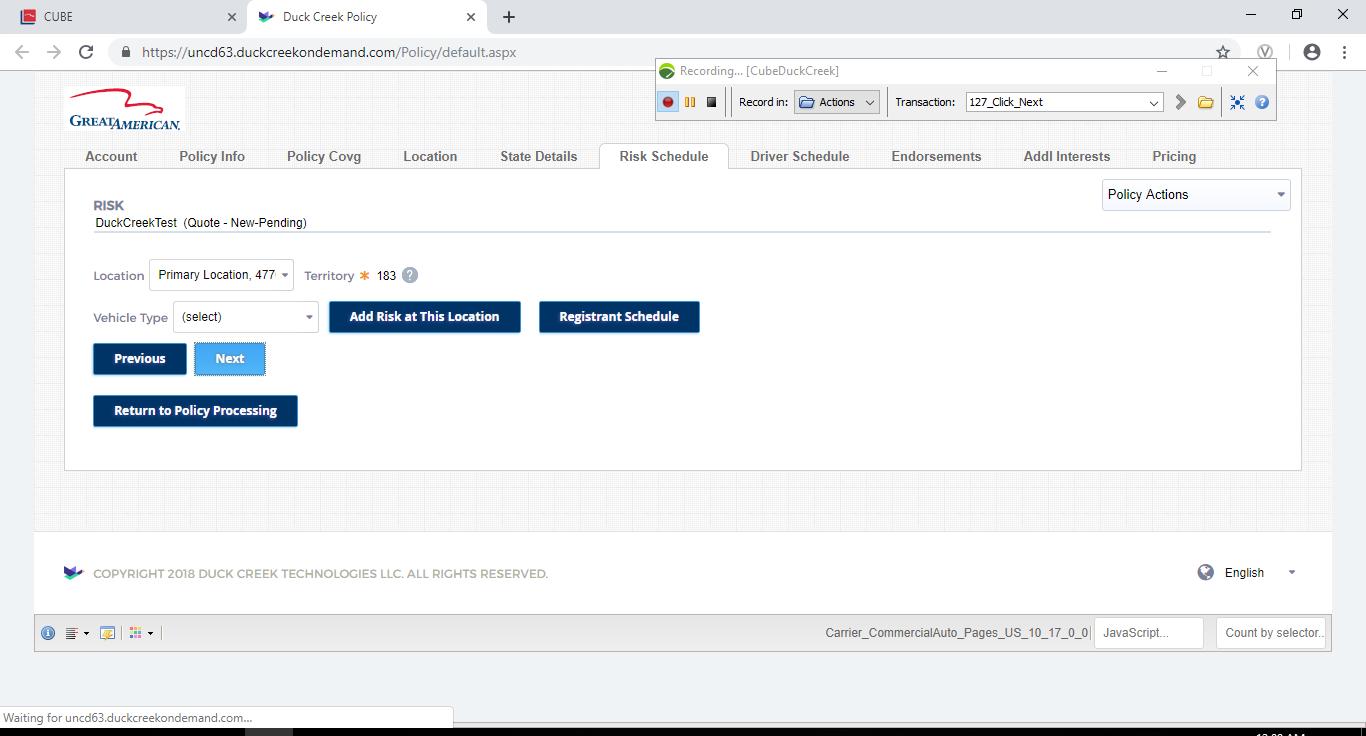 CUBE
Duck Creek Policy
https://uncd63.duckcreekondemand.com/Policy/default.aspx
Recording... [CubeDuckCreek]
Record in: Actions Transaction: 127_Click_Next
GREATAMERICAN.
Account Policy Info Policy Covg Location State Details Risk Schedule Driver Schedule Endorsements Addl Interests Pricing
Policy Actions
RISK
DuckCreekTest (Quote - New-Pending)
Location Primary Location, 477 Territory * 183 ?
Vehicle Type (select) Add Risk at This Location Registrant Schedule
Previous Next
Return to Policy Processing
COPYRIGHT 2018 DUCK CREEK TECHNOLOGIES LLC. ALL RIGHTS RESERVED.
English
Carrier_CommercialAuto_Pages_US_10_17_0_0 JavaScript... Count by selector..
Waiting for uncd63.duckcreekondemand.com...